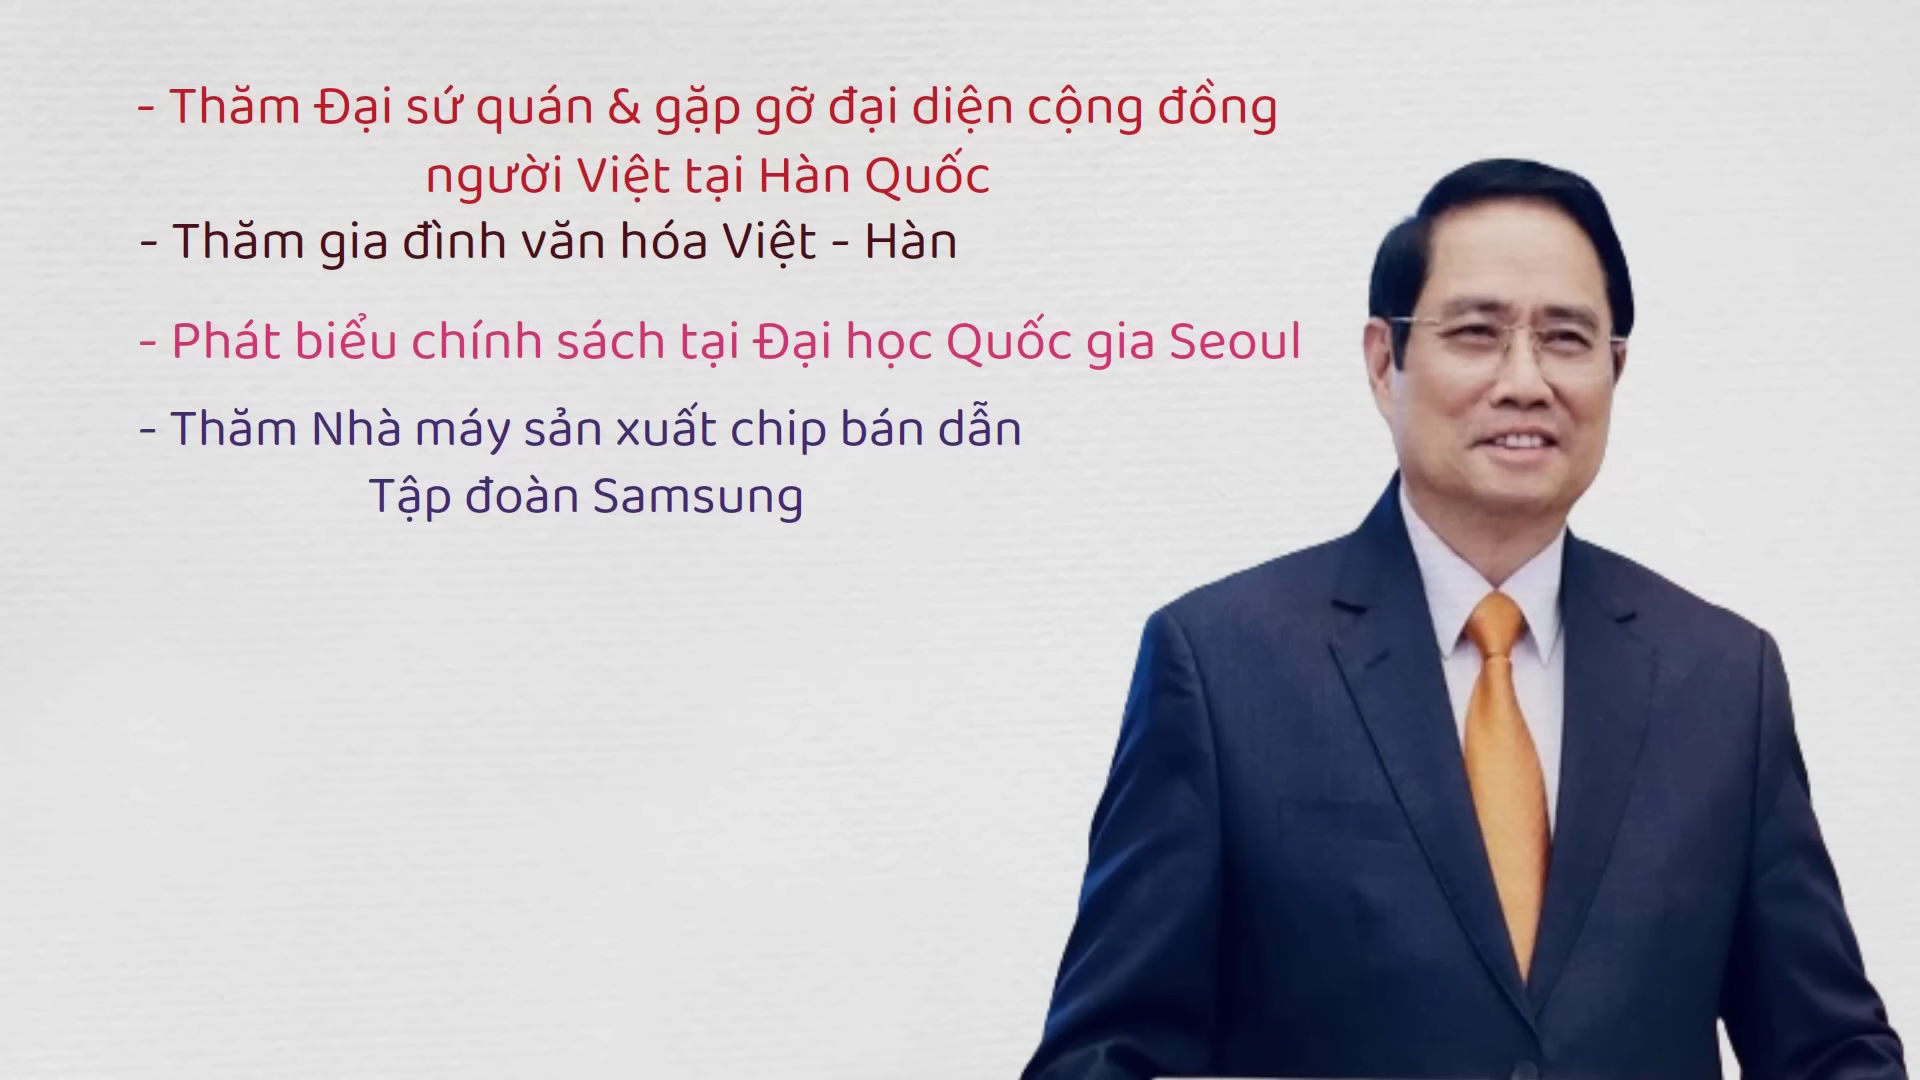 - Thăm Đại sứ quán & gặp gỡ đại diện cộng đồng
người Việt tại Hàn Quốc
- Thăm gia đình văn hóa Việt - Hàn
- Phát biểu chính sách tại Đại học Quốc gia Seoul
- Thăm Nhà máy sản xuất chip bán dẫn
Tập đoàn Samsung